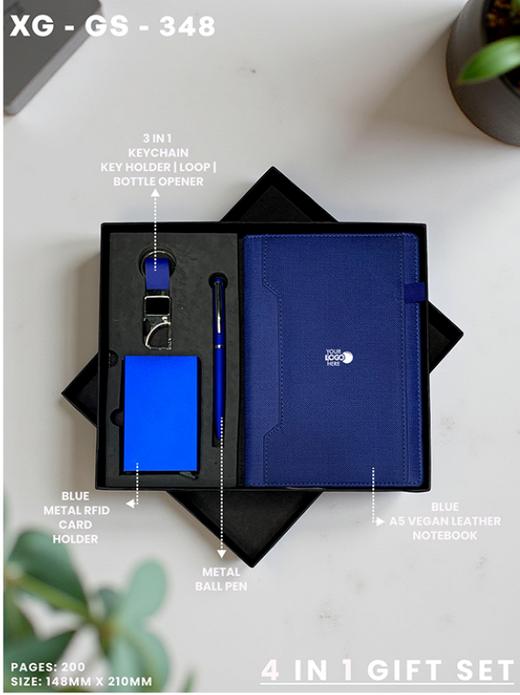 XG - GS - 348
3 IN 1
KEYCHAIN
KEY HOLDER | LOOP |
BOTTLE OPENER
YOUR
LOGO
HERE
BLUE
METAL RFID
CARD
HOLDER
BLUE
A5 VEGAN LEATHER
NOTEBOOK
METAL
BALL PEN
PAGES: 200
SIZE: 148MM X 210MM
4 IN 1 GIFT SET